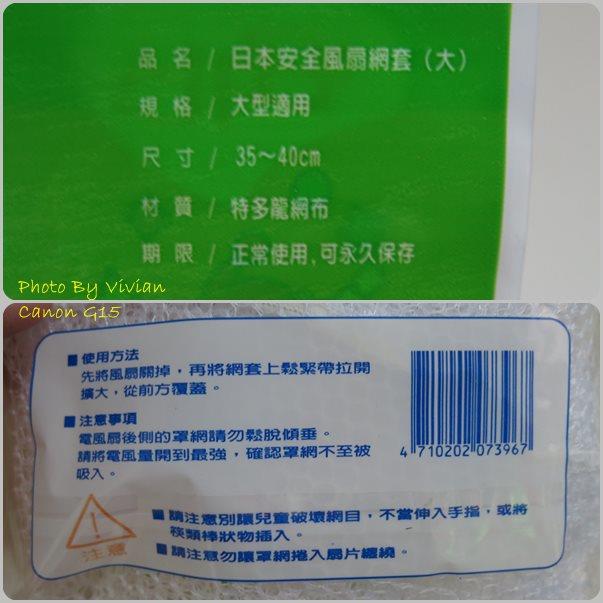 品 名 / 日本安全風扇網套（大）
規 格 / 大型適用
尺 寸 / 35～40cm
材 質 / 特多龍網布
期 限 / 正常使用,可永久保存
Photo By Vivian
Canon G15
■使用方法
先將風扇關掉，再將網套上鬆緊帶拉開
擴大，從前方覆蓋。
■注意事項
電風扇後側的罩網請勿鬆脫傾垂。
請將電風量開到最強，確認罩網不至被
吸入。
4 710202 073967
注意
■請注意別讓兒童破壞網目，不當伸入手指，或將
筷類棒狀物插入。
■請注意勿讓罩網捲入扇片纏繞。